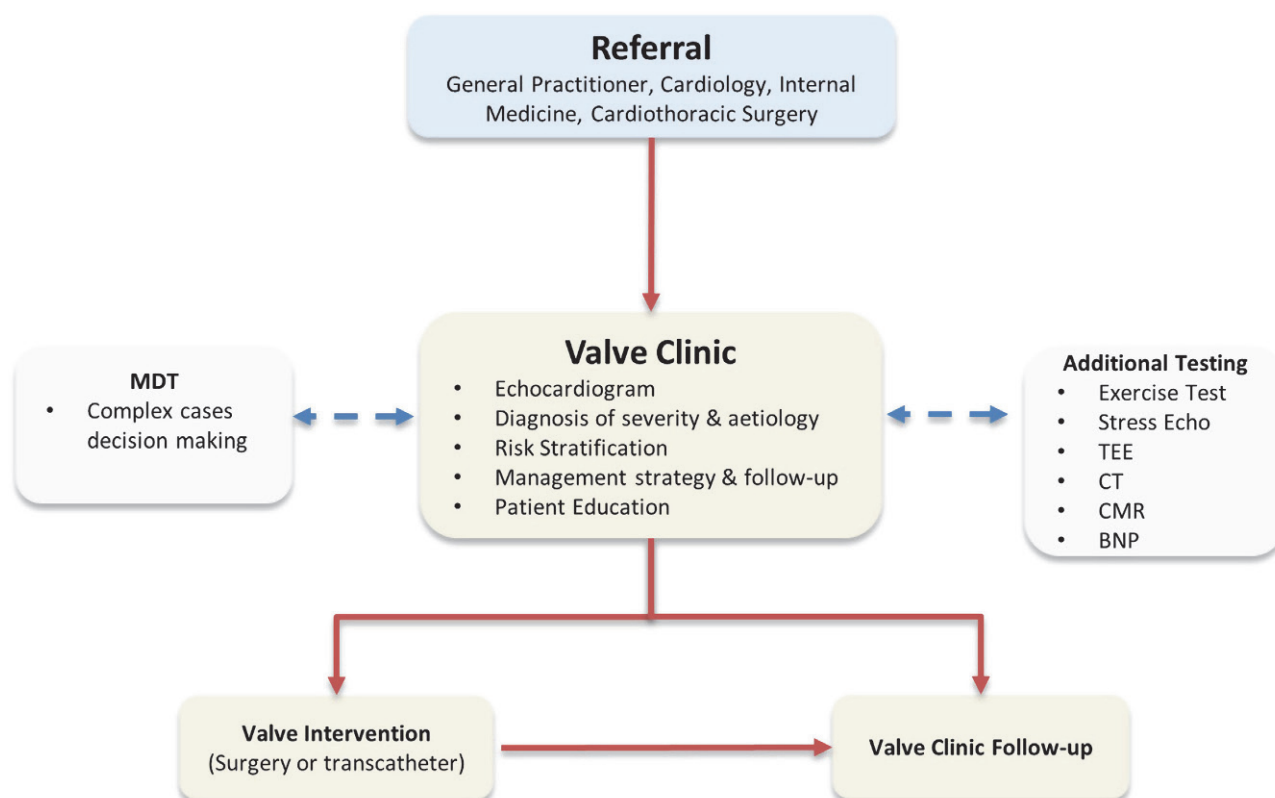 Referral
General Practitioner, Cardiology, Internal
Medicine, Cardiothoracic Surgery
MDT
• Complex cases
decision making
Valve Clinic
• Echocardiogram
• Diagnosis of severity & aetiology
• Risk Stratification
• Management strategy & follow-up
• Patient Education
Additional Testing
• Exercise Test
• Stress Echo
• TEE
• CT
• CMR
• BNP
Valve Intervention
(Surgery or transcatheter)
Valve Clinic Follow-up